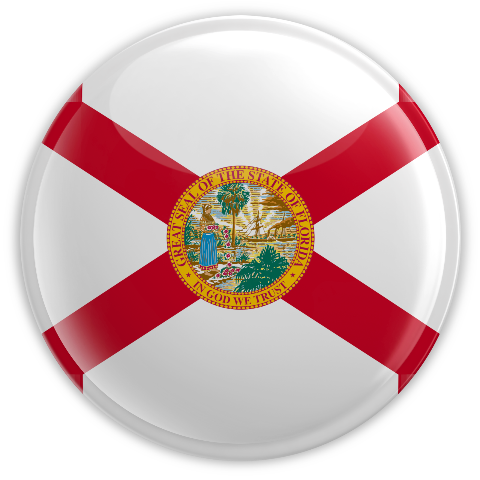 GREAT SEAL OF THE STATE OF FLORIDA
IN GOD WE TRUST